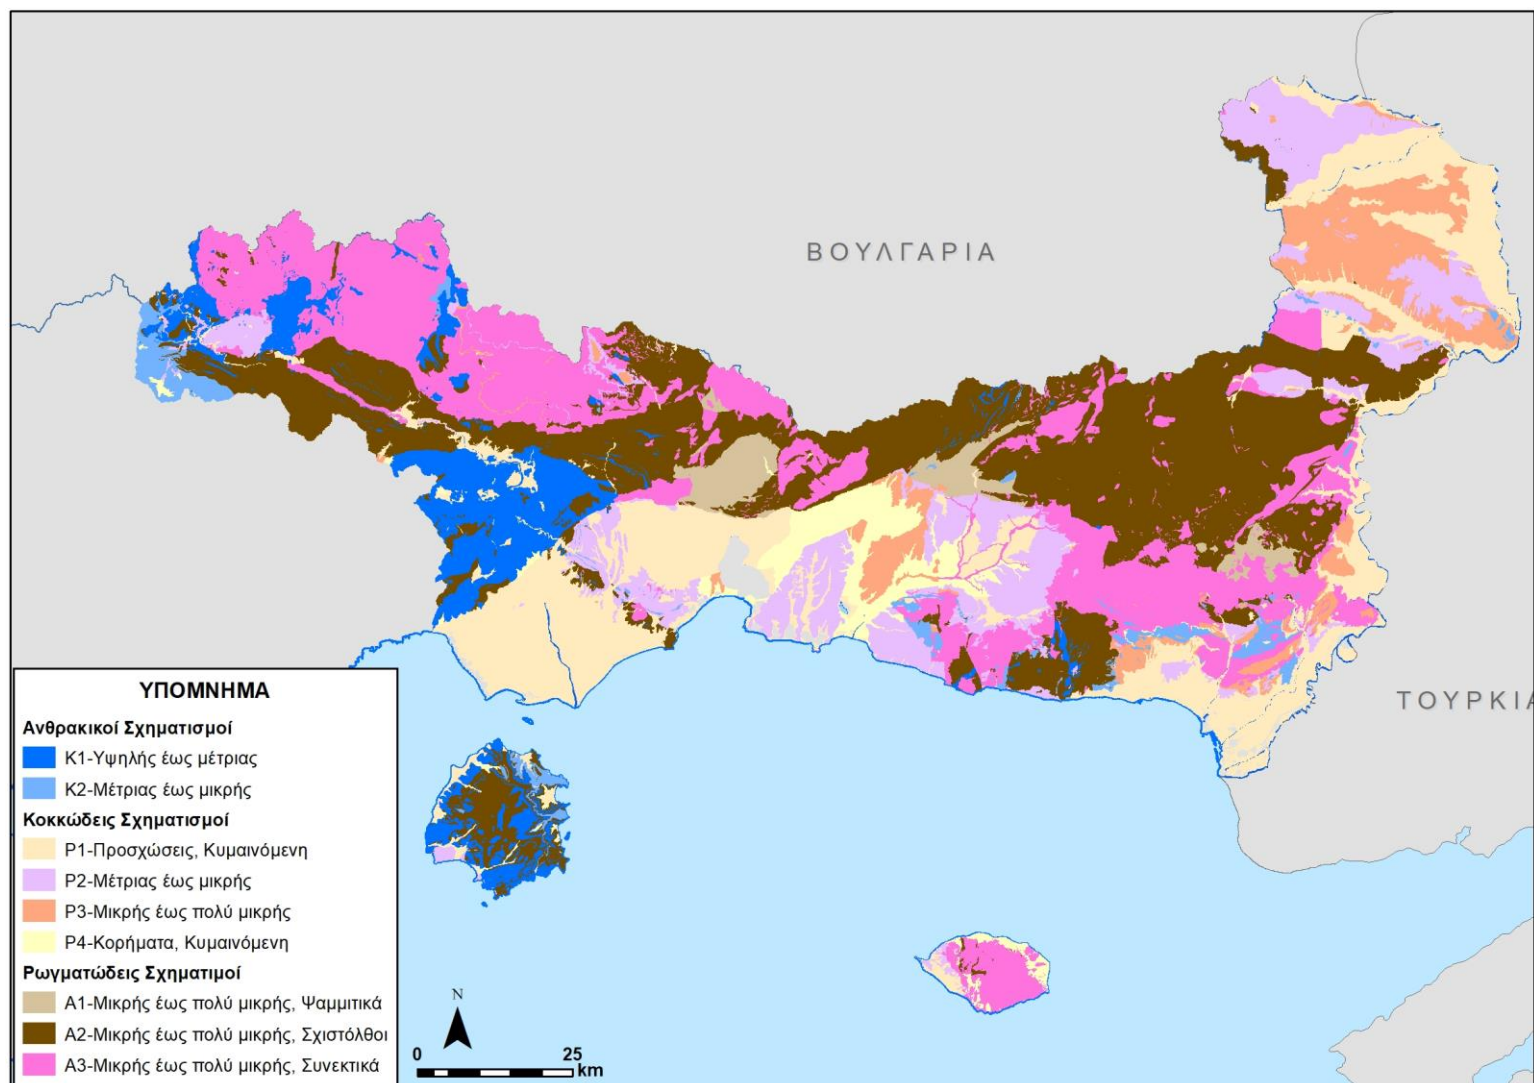 ΒΟΥΛΓΑΡΙΑ
ΤΟΥΡΚΙΑ
ΥΠΟΜΝΗΜΑ
Ανθρακικοί Σχηματισμοί
Κ1-Υψηλής έως μέτριας
Κ2-Μέτριας έως μικρής
Κοκκώδεις Σχηματισμοί
Ρ1-Προσχώσεις, Κυμαινόμενη
Ρ2-Μέτριας έως μικρής
Ρ3-Μικρής έως πολύ μικρής
Ρ4-Κορήματα, Κυμαινόμενη
Ρωγματώδεις Σχηματιμοί
Α1-Μικρής έως πολύ μικρής, Ψαμμιτικά
Α2-Μικρής έως πολύ μικρής, Σχιστόλθοι
Α3-Μικρής έως πολύ μικρής, Συνεκτικά
N
0 25
km